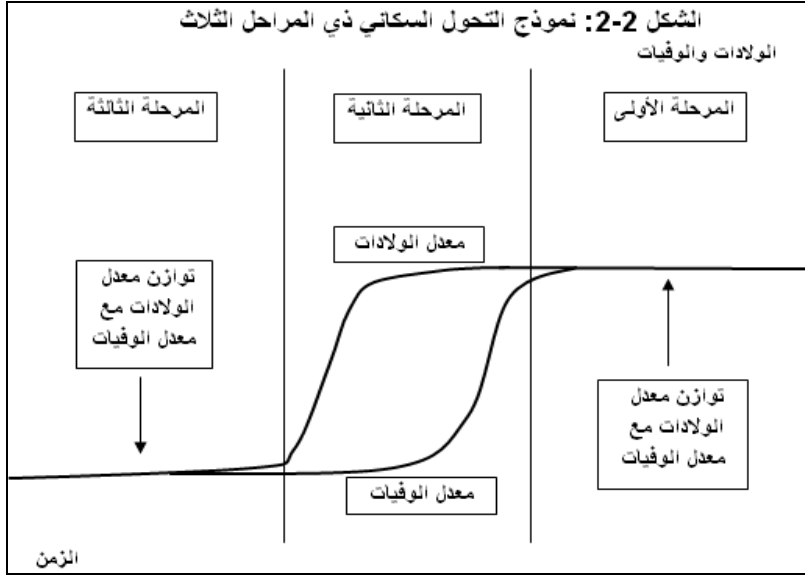 الشكل 2-2: نموذج التحول السكاني ذي المراحل الثلاث
الولادات والوفيات
المرحلة الأولى
المرحلة الثانية
المرحلة الثالثة
معدل الولادات
توازن معدل
الولادات مع
معدل الوفيات
توازن معدل
الولادات مع
معدل الوفيات
معدل الوفيات
الزمن